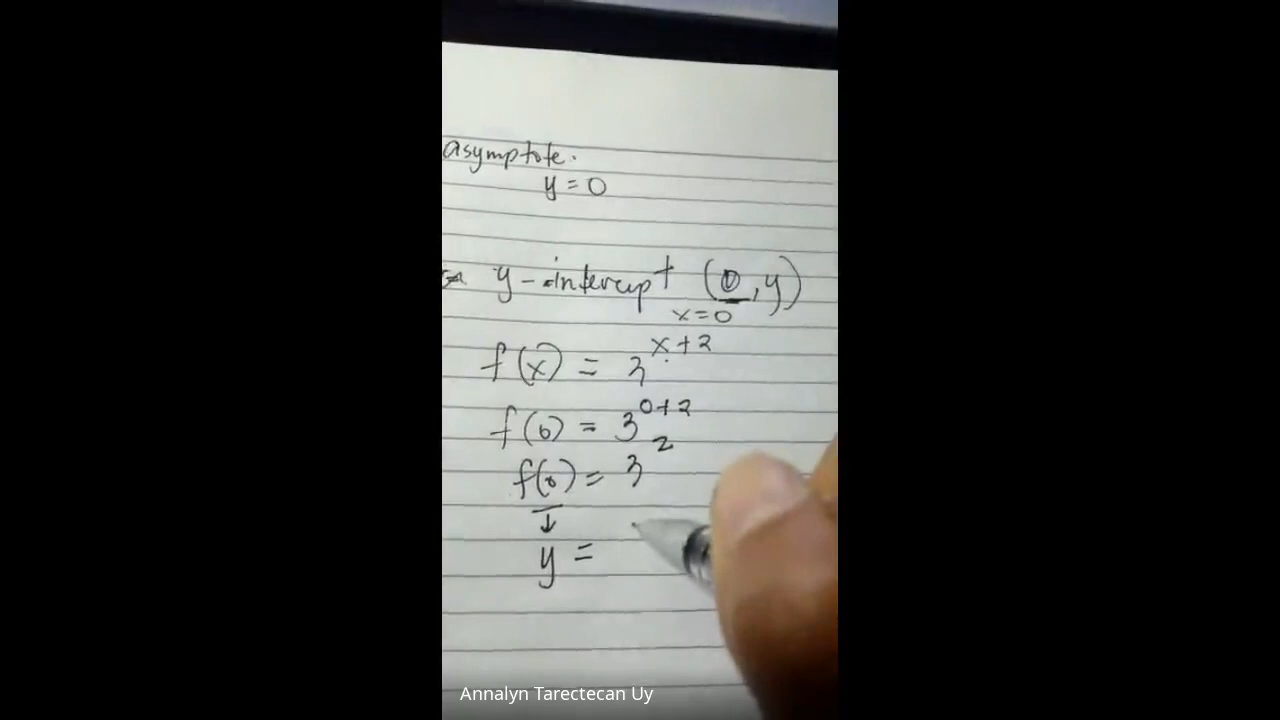 asymptote.
y = 0
y-intercept (0, y)
x = 0
f(x) = 3^{x+2}
f(0) = 3^{0+2}
f(0) = 3^{2}
↓
y =
Annalyn Tarectecan Uy